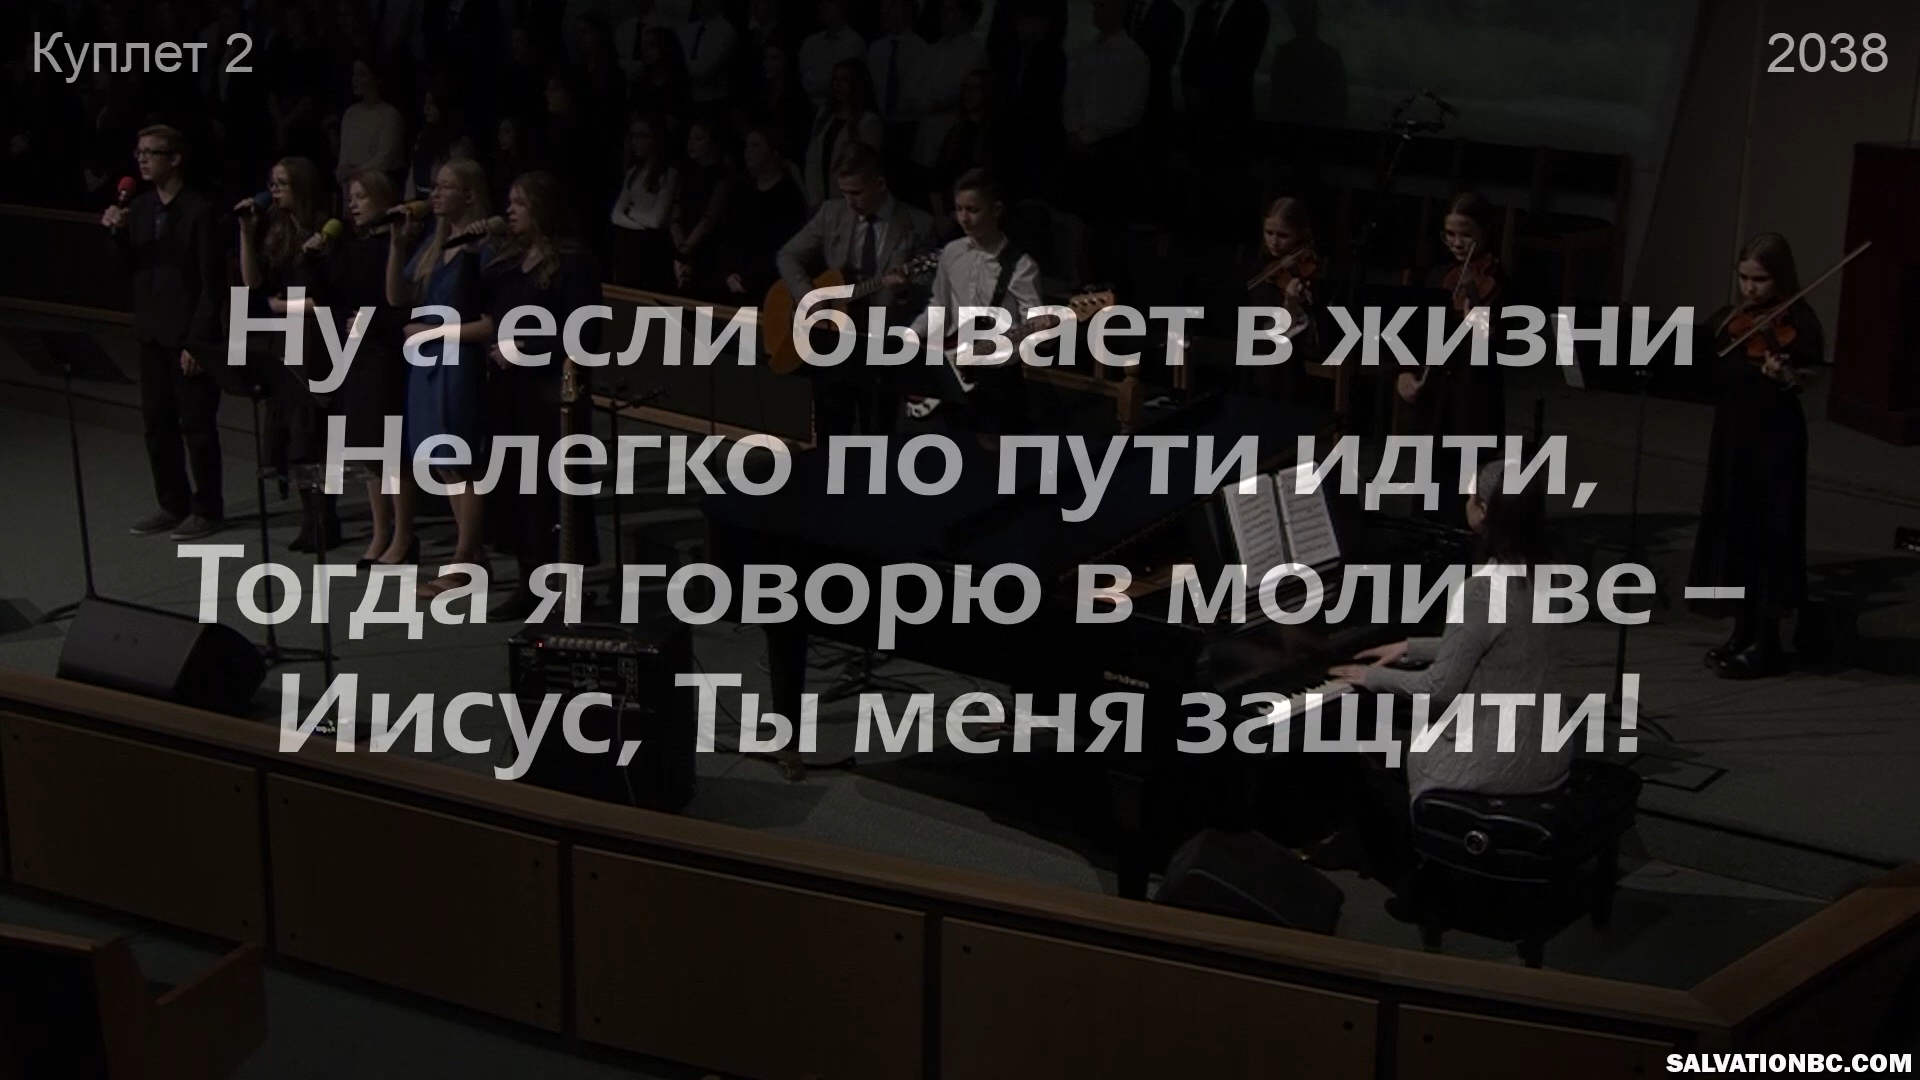 Куплет 2
2038
Ну а если бывает в жизни
Нелегко по пути идти,
Тогда я говорю в молитве –
Иисус, Ты меня защити!
SALVATIONBC.COM